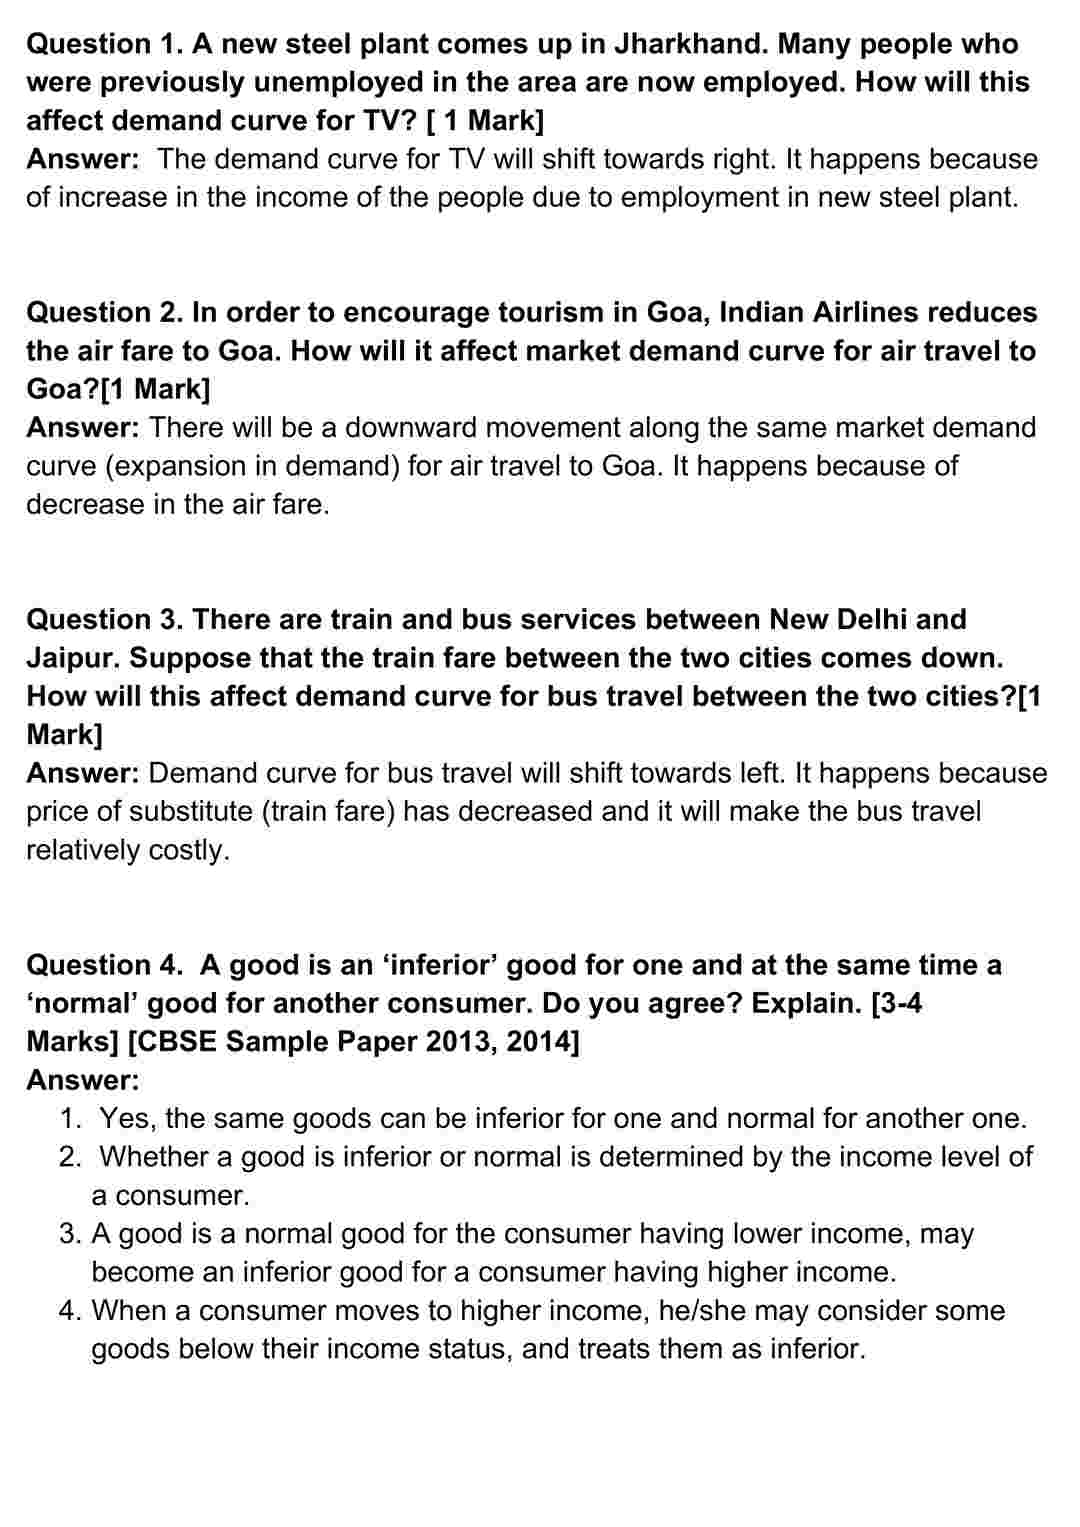 Question 1. A new steel plant comes up in Jharkhand. Many people who
were previously unemployed in the area are now employed. How will this
affect demand curve for TV? [ 1 Mark]
Answer:  The demand curve for TV will shift towards right. It happens because
of increase in the income of the people due to employment in new steel plant.
Question 2. In order to encourage tourism in Goa, Indian Airlines reduces
the air fare to Goa. How will it affect market demand curve for air travel to
Goa?[1 Mark]
Answer: There will be a downward movement along the same market demand
curve (expansion in demand) for air travel to Goa. It happens because of
decrease in the air fare.
Question 3. There are train and bus services between New Delhi and
Jaipur. Suppose that the train fare between the two cities comes down.
How will this affect demand curve for bus travel between the two cities?[1
Mark]
Answer: Demand curve for bus travel will shift towards left. It happens because
price of substitute (train fare) has decreased and it will make the bus travel
relatively costly.
Question 4.  A good is an ‘inferior’ good for one and at the same time a
‘normal’ good for another consumer. Do you agree? Explain. [3-4
Marks] [CBSE Sample Paper 2013, 2014]
Answer:
1.  Yes, the same goods can be inferior for one and normal for another one.
2.  Whether a good is inferior or normal is determined by the income level of
a consumer.
3. A good is a normal good for the consumer having lower income, may
become an inferior good for a consumer having higher income.
4. When a consumer moves to higher income, he/she may consider some
goods below their income status, and treats them as inferior.